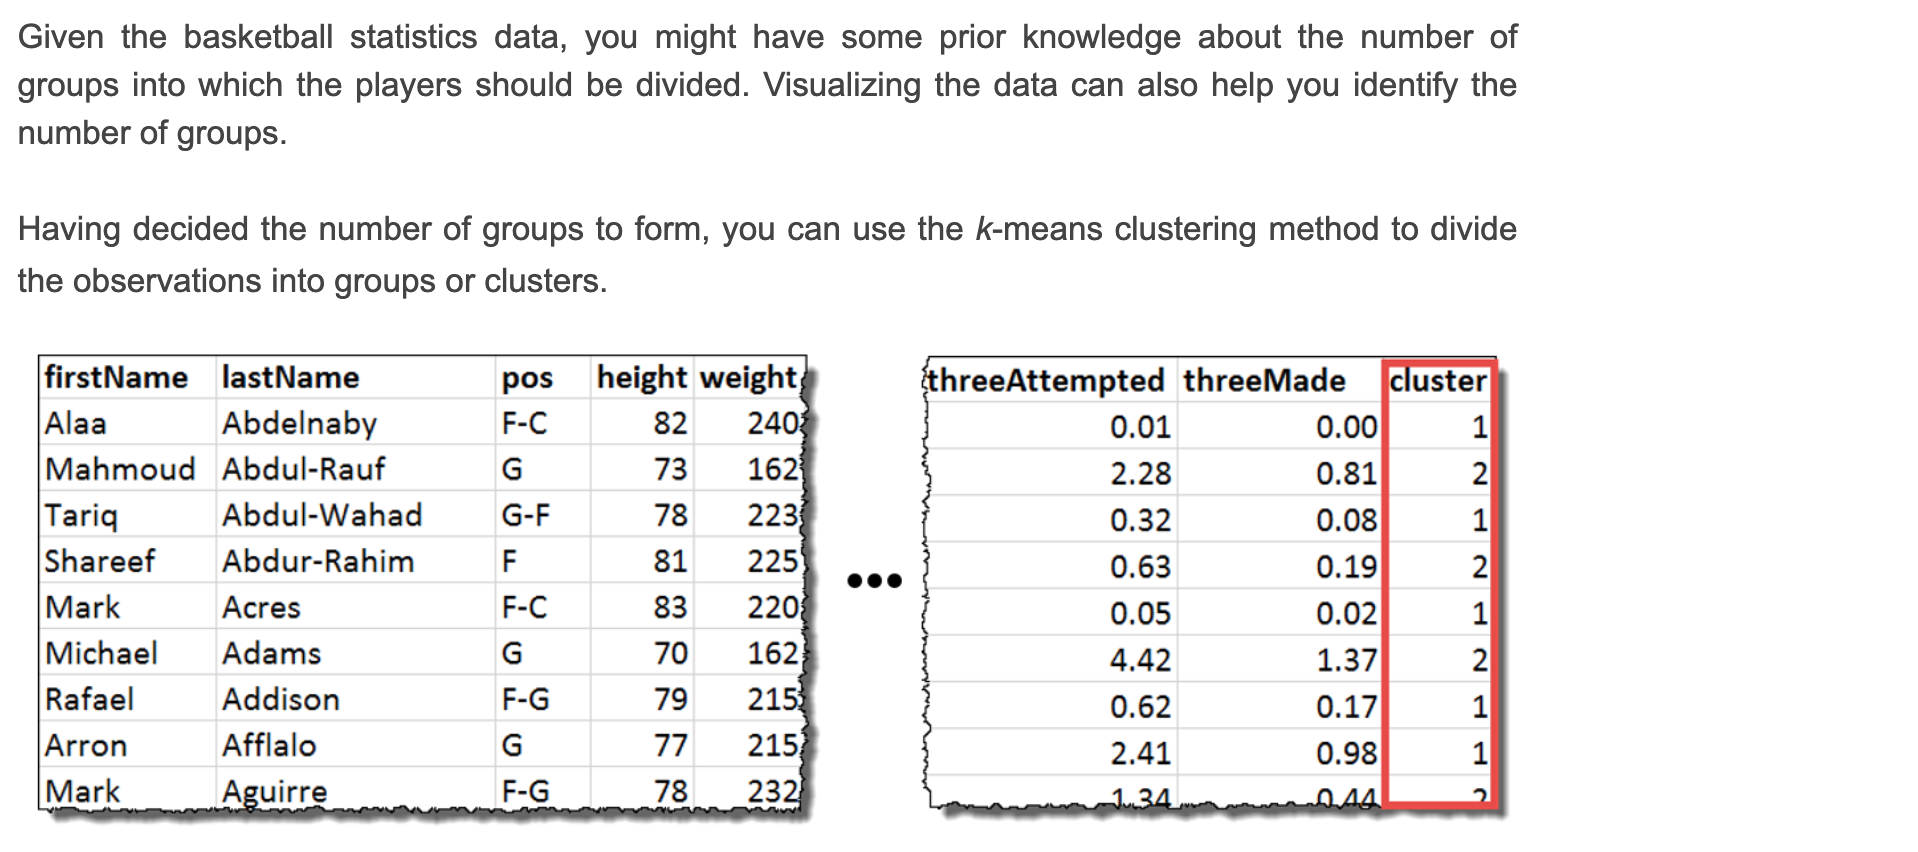 Given the basketball statistics data, you might have some prior knowledge about the number of
groups into which the players should be divided. Visualizing the data can also help you identify the
number of groups.
Having decided the number of groups to form, you can use the k-means clustering method to divide
the observations into groups or clusters.
firstName lastName pos height weight threeAttempted threeMade cluster
Alaa Abdelnaby F-C 82 240 0.01 0.00 1
Mahmoud Abdul-Rauf G 73 162 2.28 0.81 2
Tariq Abdul-Wahad G-F 78 223 0.32 0.08 1
Shareef Abdur-Rahim F 81 225 0.63 0.19 2
Mark Acres F-C 83 220 0.05 0.02 1
Michael Adams G 70 162 4.42 1.37 2
Rafael Addison F-G 79 215 0.62 0.17 1
Arron Afflalo G 77 215 2.41 0.98 1
Mark Aguirre F-G 78 232 1.34 0.44 2